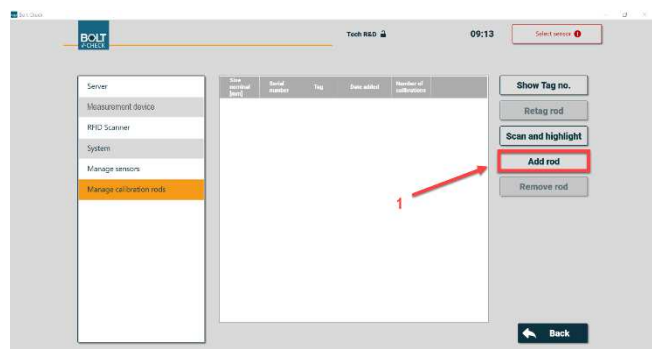 Bolt Check
BOLT
V-CHECK
Tech R&D
09:13
Select sensor
Server
Measurement device
RFID Scanner
System
Manage sensors
Manage calibration rods
Size nominal [mm]
Serial number
Tag
Date added
Number of calibrations
Show Tag no.
Retag rod
Scan and highlight
Add rod
Remove rod
1
Back